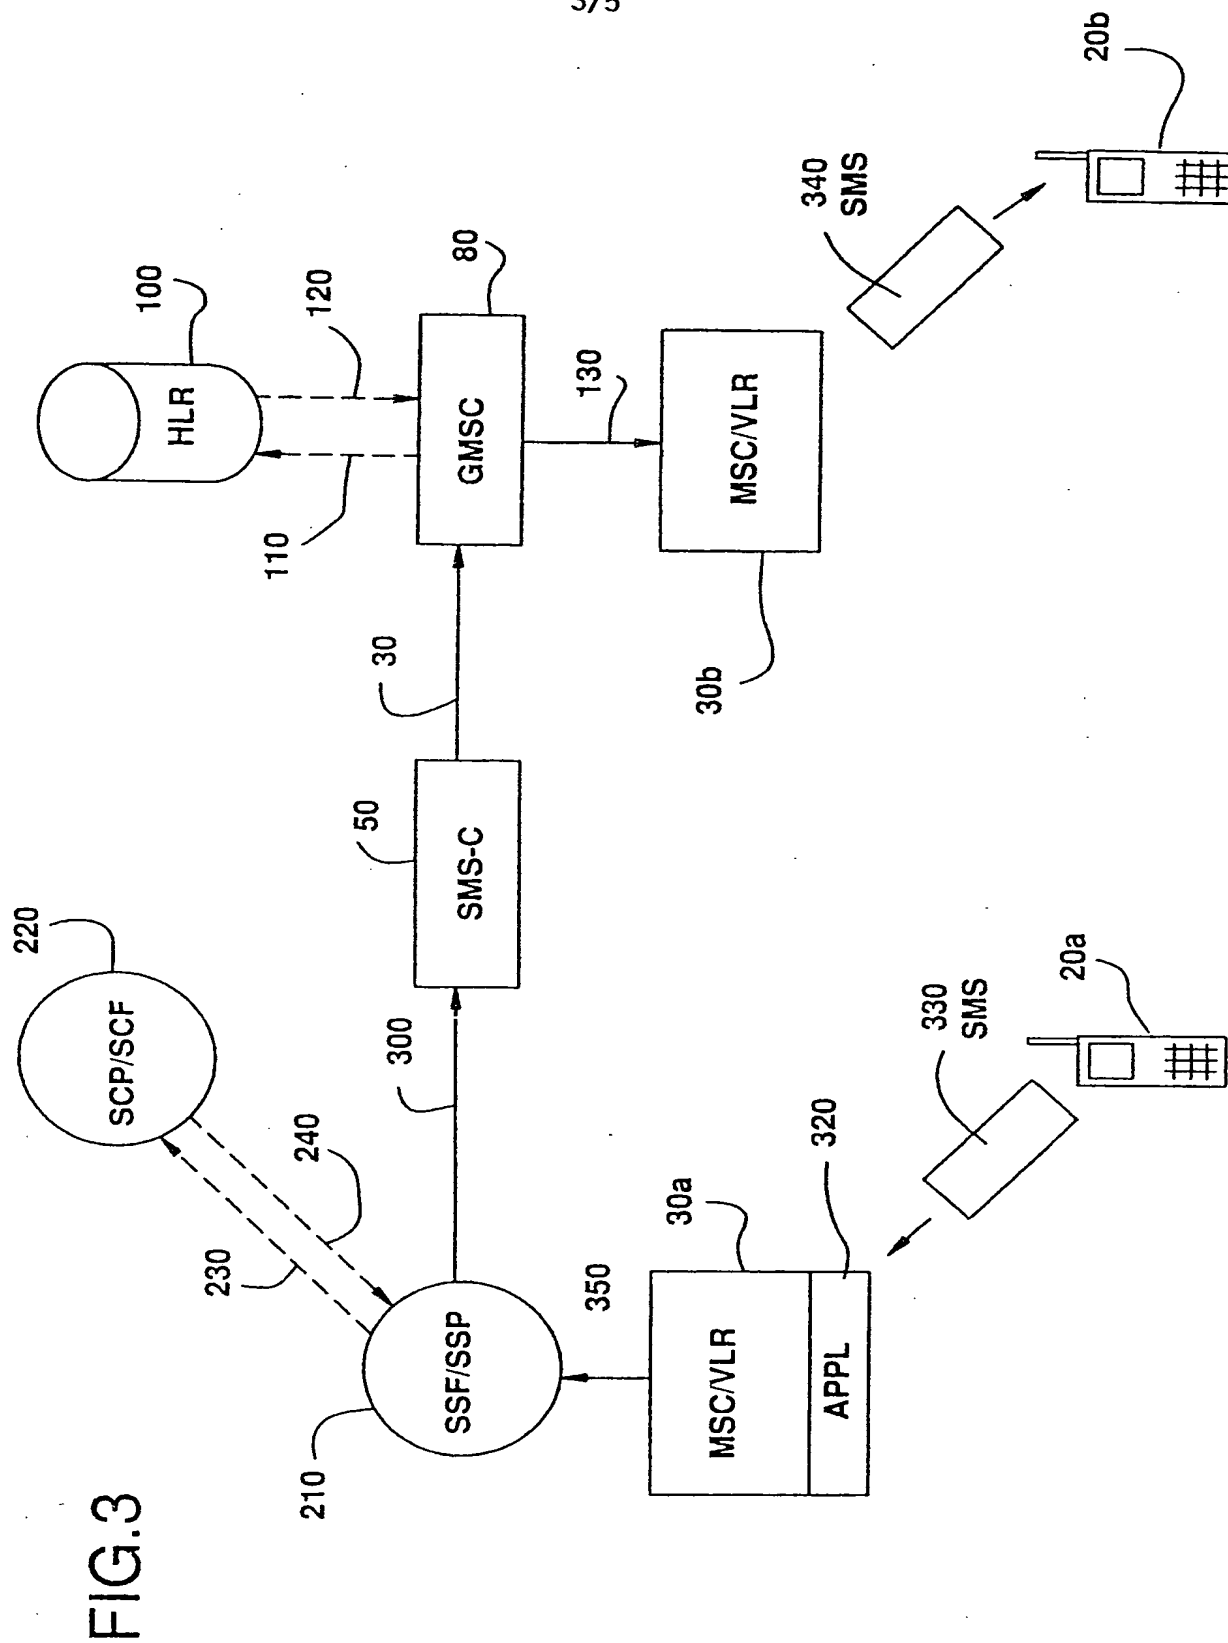 3/5
FIG.3
220
SCP/SCF
230
240
210
SSF/SSP
300
350
MSC/VLR
30a
APPL
320
330
SMS
20a
50
SMS-C
30
100
HLR
110
120
80
GMSC
130
MSC/VLR
30b
340
SMS
20b